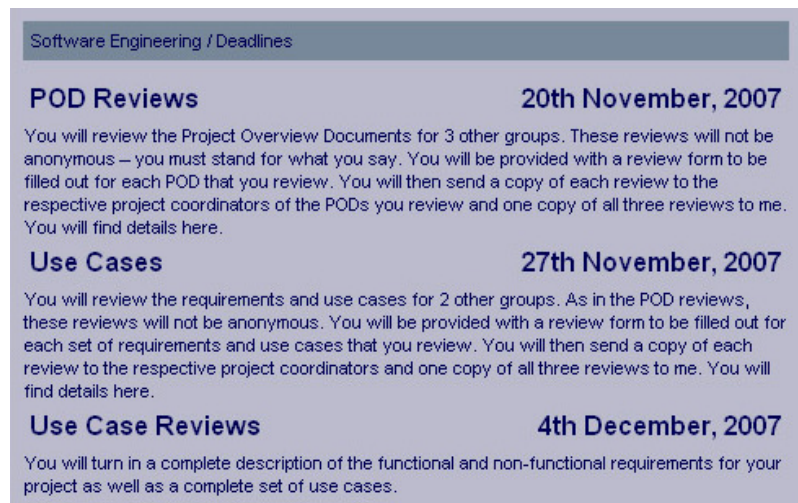 Software Engineering / Deadlines
POD Reviews 20th November, 2007
You will review the Project Overview Documents for 3 other groups. These reviews will not be
anonymous – you must stand for what you say. You will be provided with a review form to be
filled out for each POD that you review. You will then send a copy of each review to the
respective project coordinators of the PODs you review and one copy of all three reviews to me.
You will find details here.
Use Cases 27th November, 2007
You will review the requirements and use cases for 2 other groups. As in the POD reviews,
these reviews will not be anonymous. You will be provided with a review form to be filled out for
each set of requirements and use cases that you review. You will then send a copy of each
review to the respective project coordinators and one copy of all three reviews to me. You will
find details here.
Use Case Reviews 4th December, 2007
You will turn in a complete description of the functional and non-functional requirements for your
project as well as a complete set of use cases.